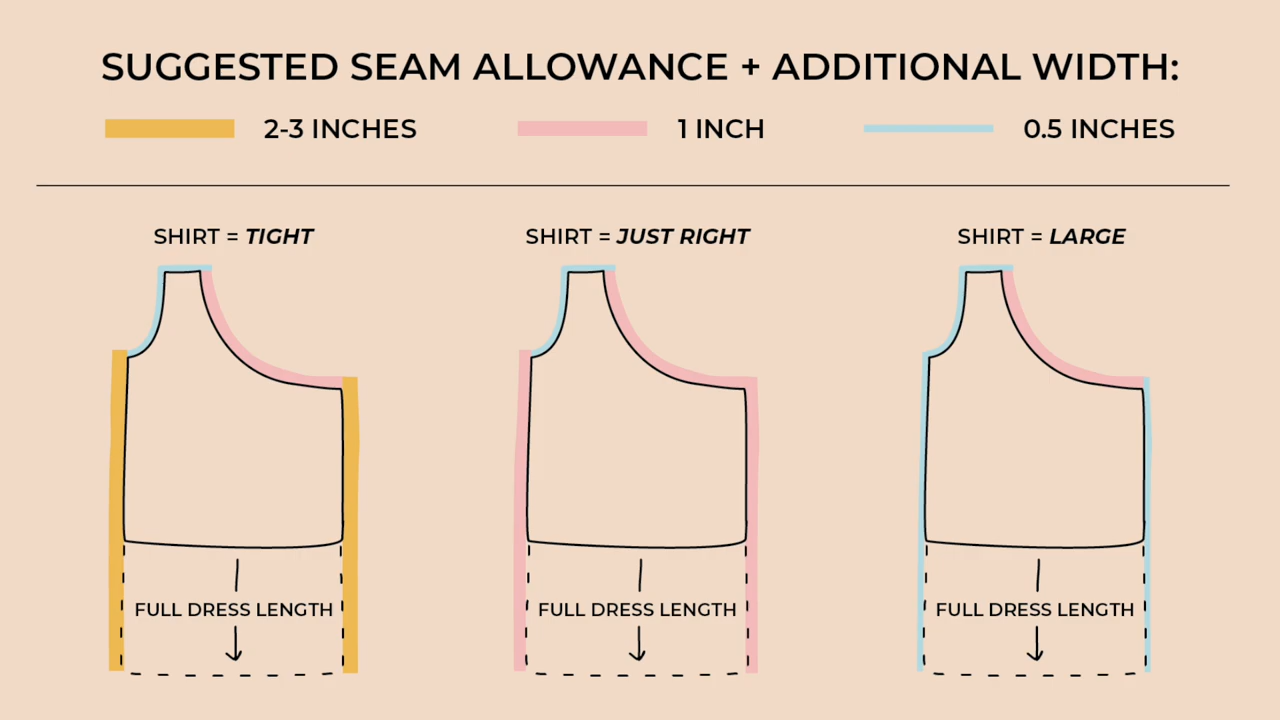 SUGGESTED SEAM ALLOWANCE + ADDITIONAL WIDTH:
2-3 INCHES
1 INCH
0.5 INCHES
SHIRT = TIGHT
SHIRT = JUST RIGHT
SHIRT = LARGE
FULL DRESS LENGTH
FULL DRESS LENGTH
FULL DRESS LENGTH